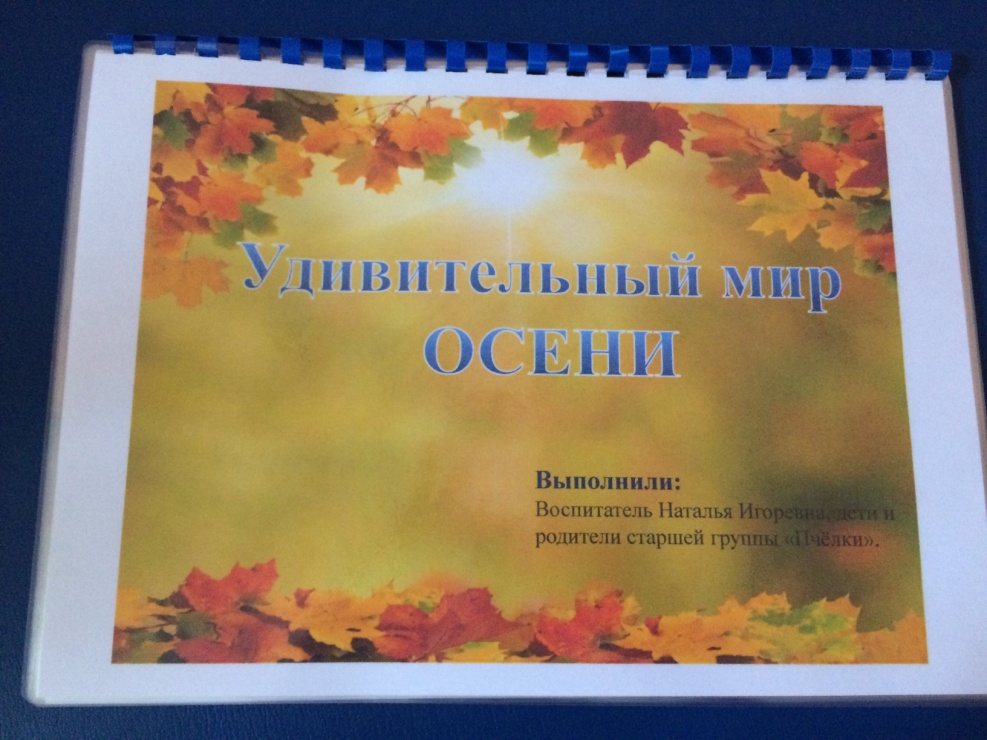 Удивительный мир
ОСЕНИ
Выполнили:
Воспитатель Наталья Игоревна, дети и
родители старшей группы «Пчёлки».